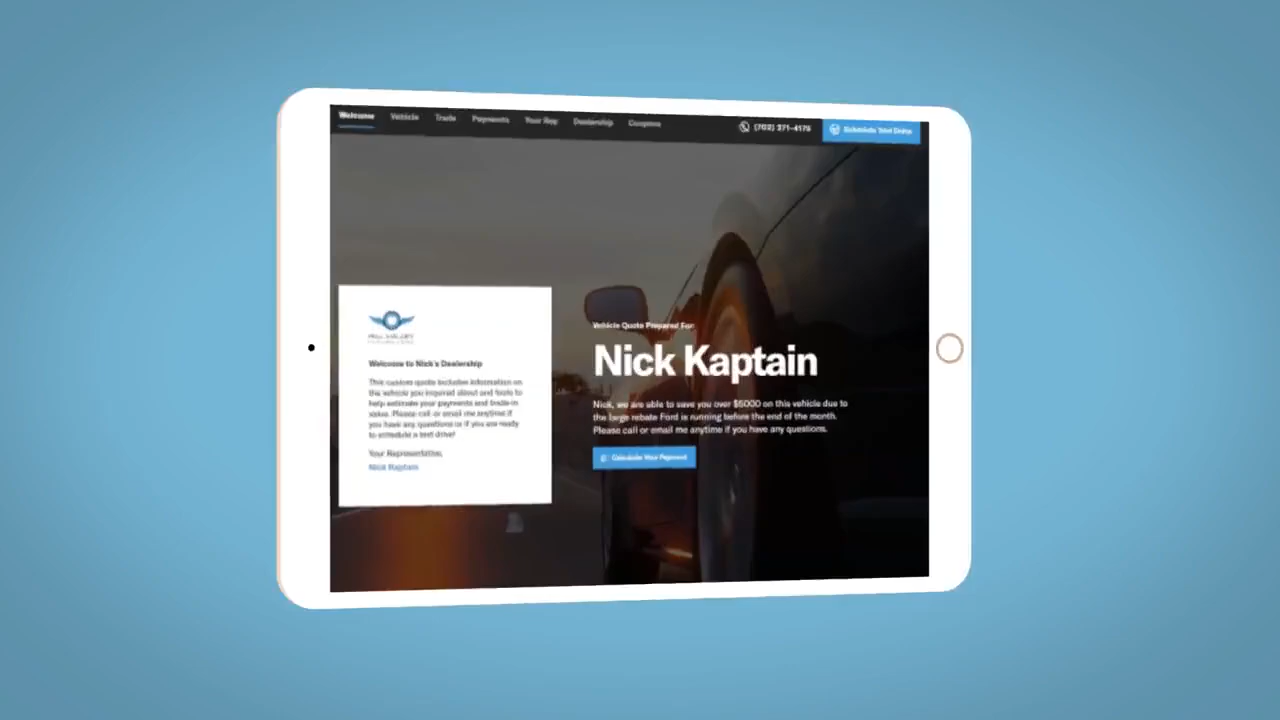 Welcome Vehicle Trade Payments Your Rep Dealership Coupons (702) 271-4175 Schedule Test Drive
Welcome to Nick's Dealership
This custom quote includes information on
the vehicle you inquired about and tools to
help estimate your payments and trade-in
value. Please call or email me anytime if
you have any questions or if you are ready
to schedule a test drive!
Your Representative,
Nick Kaptain
Vehicle Quote Prepared For:
Nick Kaptain
Nick, we are able to save you over $5000 on this vehicle due to
the large rebate Ford is running before the end of the month.
Please call or email me anytime if you have any questions.
Calculate Your Payment